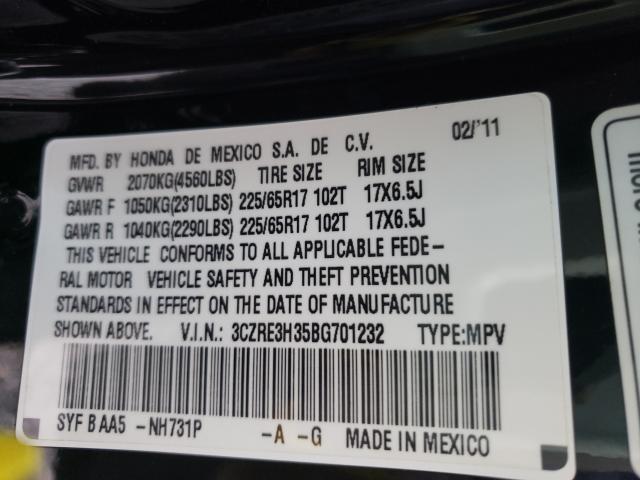 MFD. BY HONDA DE MEXICO S.A. DE C.V. 02/'11
GVWR 2070KG(4560LBS) TIRE SIZE RIM SIZE
GAWR F 1050KG(2310LBS) 225/65R17 102T 17X6.5J
GAWR R 1040KG(2290LBS) 225/65R17 102T 17X6.5J
THIS VEHICLE CONFORMS TO ALL APPLICABLE FEDE-
RAL MOTOR VEHICLE SAFETY AND THEFT PREVENTION
STANDARDS IN EFFECT ON THE DATE OF MANUFACTURE
SHOWN ABOVE. V.I.N.: 3CZRE3H35BG701232 TYPE:MPV
SYF B AA5 -NH731P -A -G MADE IN MEXICO